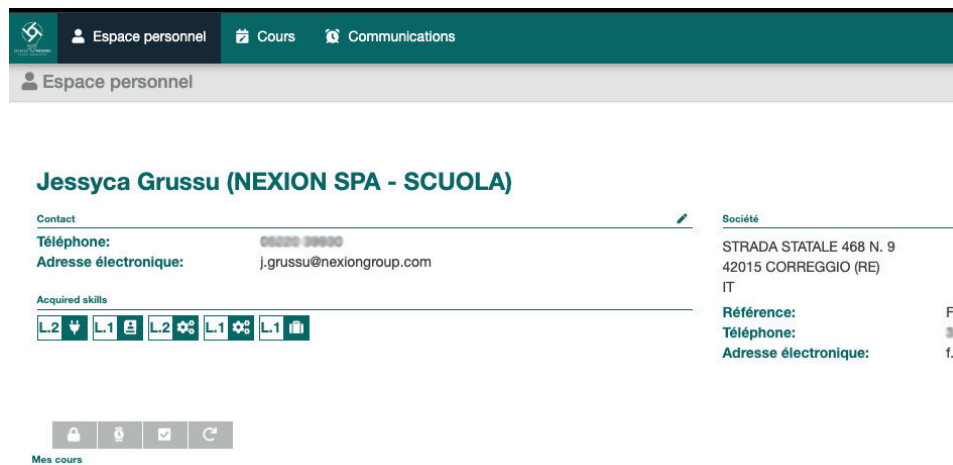 Espace personnel Cours Communications
Espace personnel
Jessyca Grussu (NEXION SPA - SCUOLA)
Contact
Téléphone:
Adresse électronique: j.grussu@nexiongroup.com
Acquired skills
L.2 L.1 L.2 L.1 L.1
Société
STRADA STATALE 468 N. 9
42015 CORREGGIO (RE)
IT
Référence: F
Téléphone:
Adresse électronique: f.
Mes cours